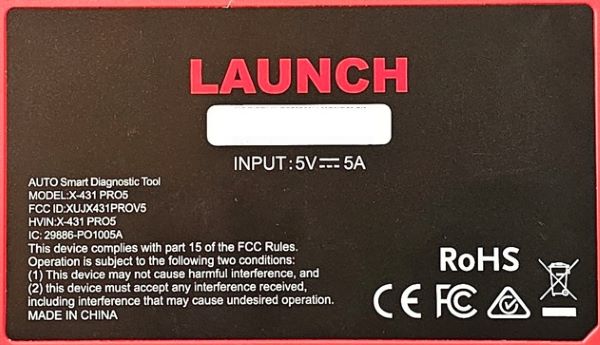 LAUNCH
INPUT:5V⎓5A
AUTO Smart Diagnostic Tool
MODEL:X-431 PRO5
FCC ID:XUJX431PROV5
HVIN:X-431 PRO5
IC: 29886-PO1005A
This device complies with part 15 of the FCC Rules.
Operation is subject to the following two conditions:
(1) This device may not cause harmful interference, and
(2) this device must accept any interference received,
including interference that may cause undesired operation.
MADE IN CHINA
RoHS
CE FC